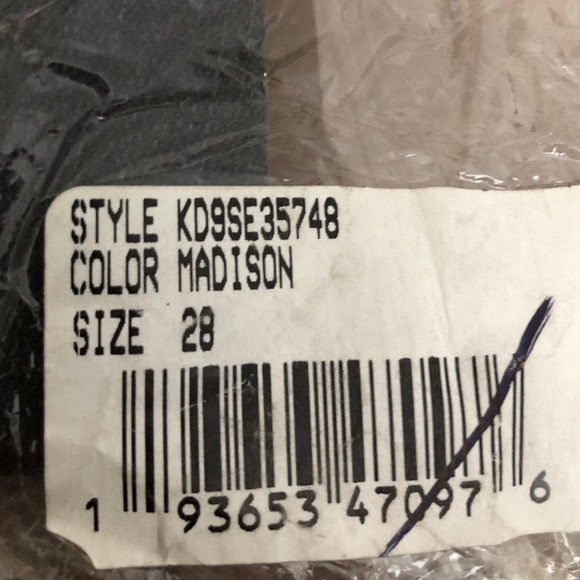 STYLE KD9SE35748
COLOR MADISON
SIZE 28
1 93653 47097 6